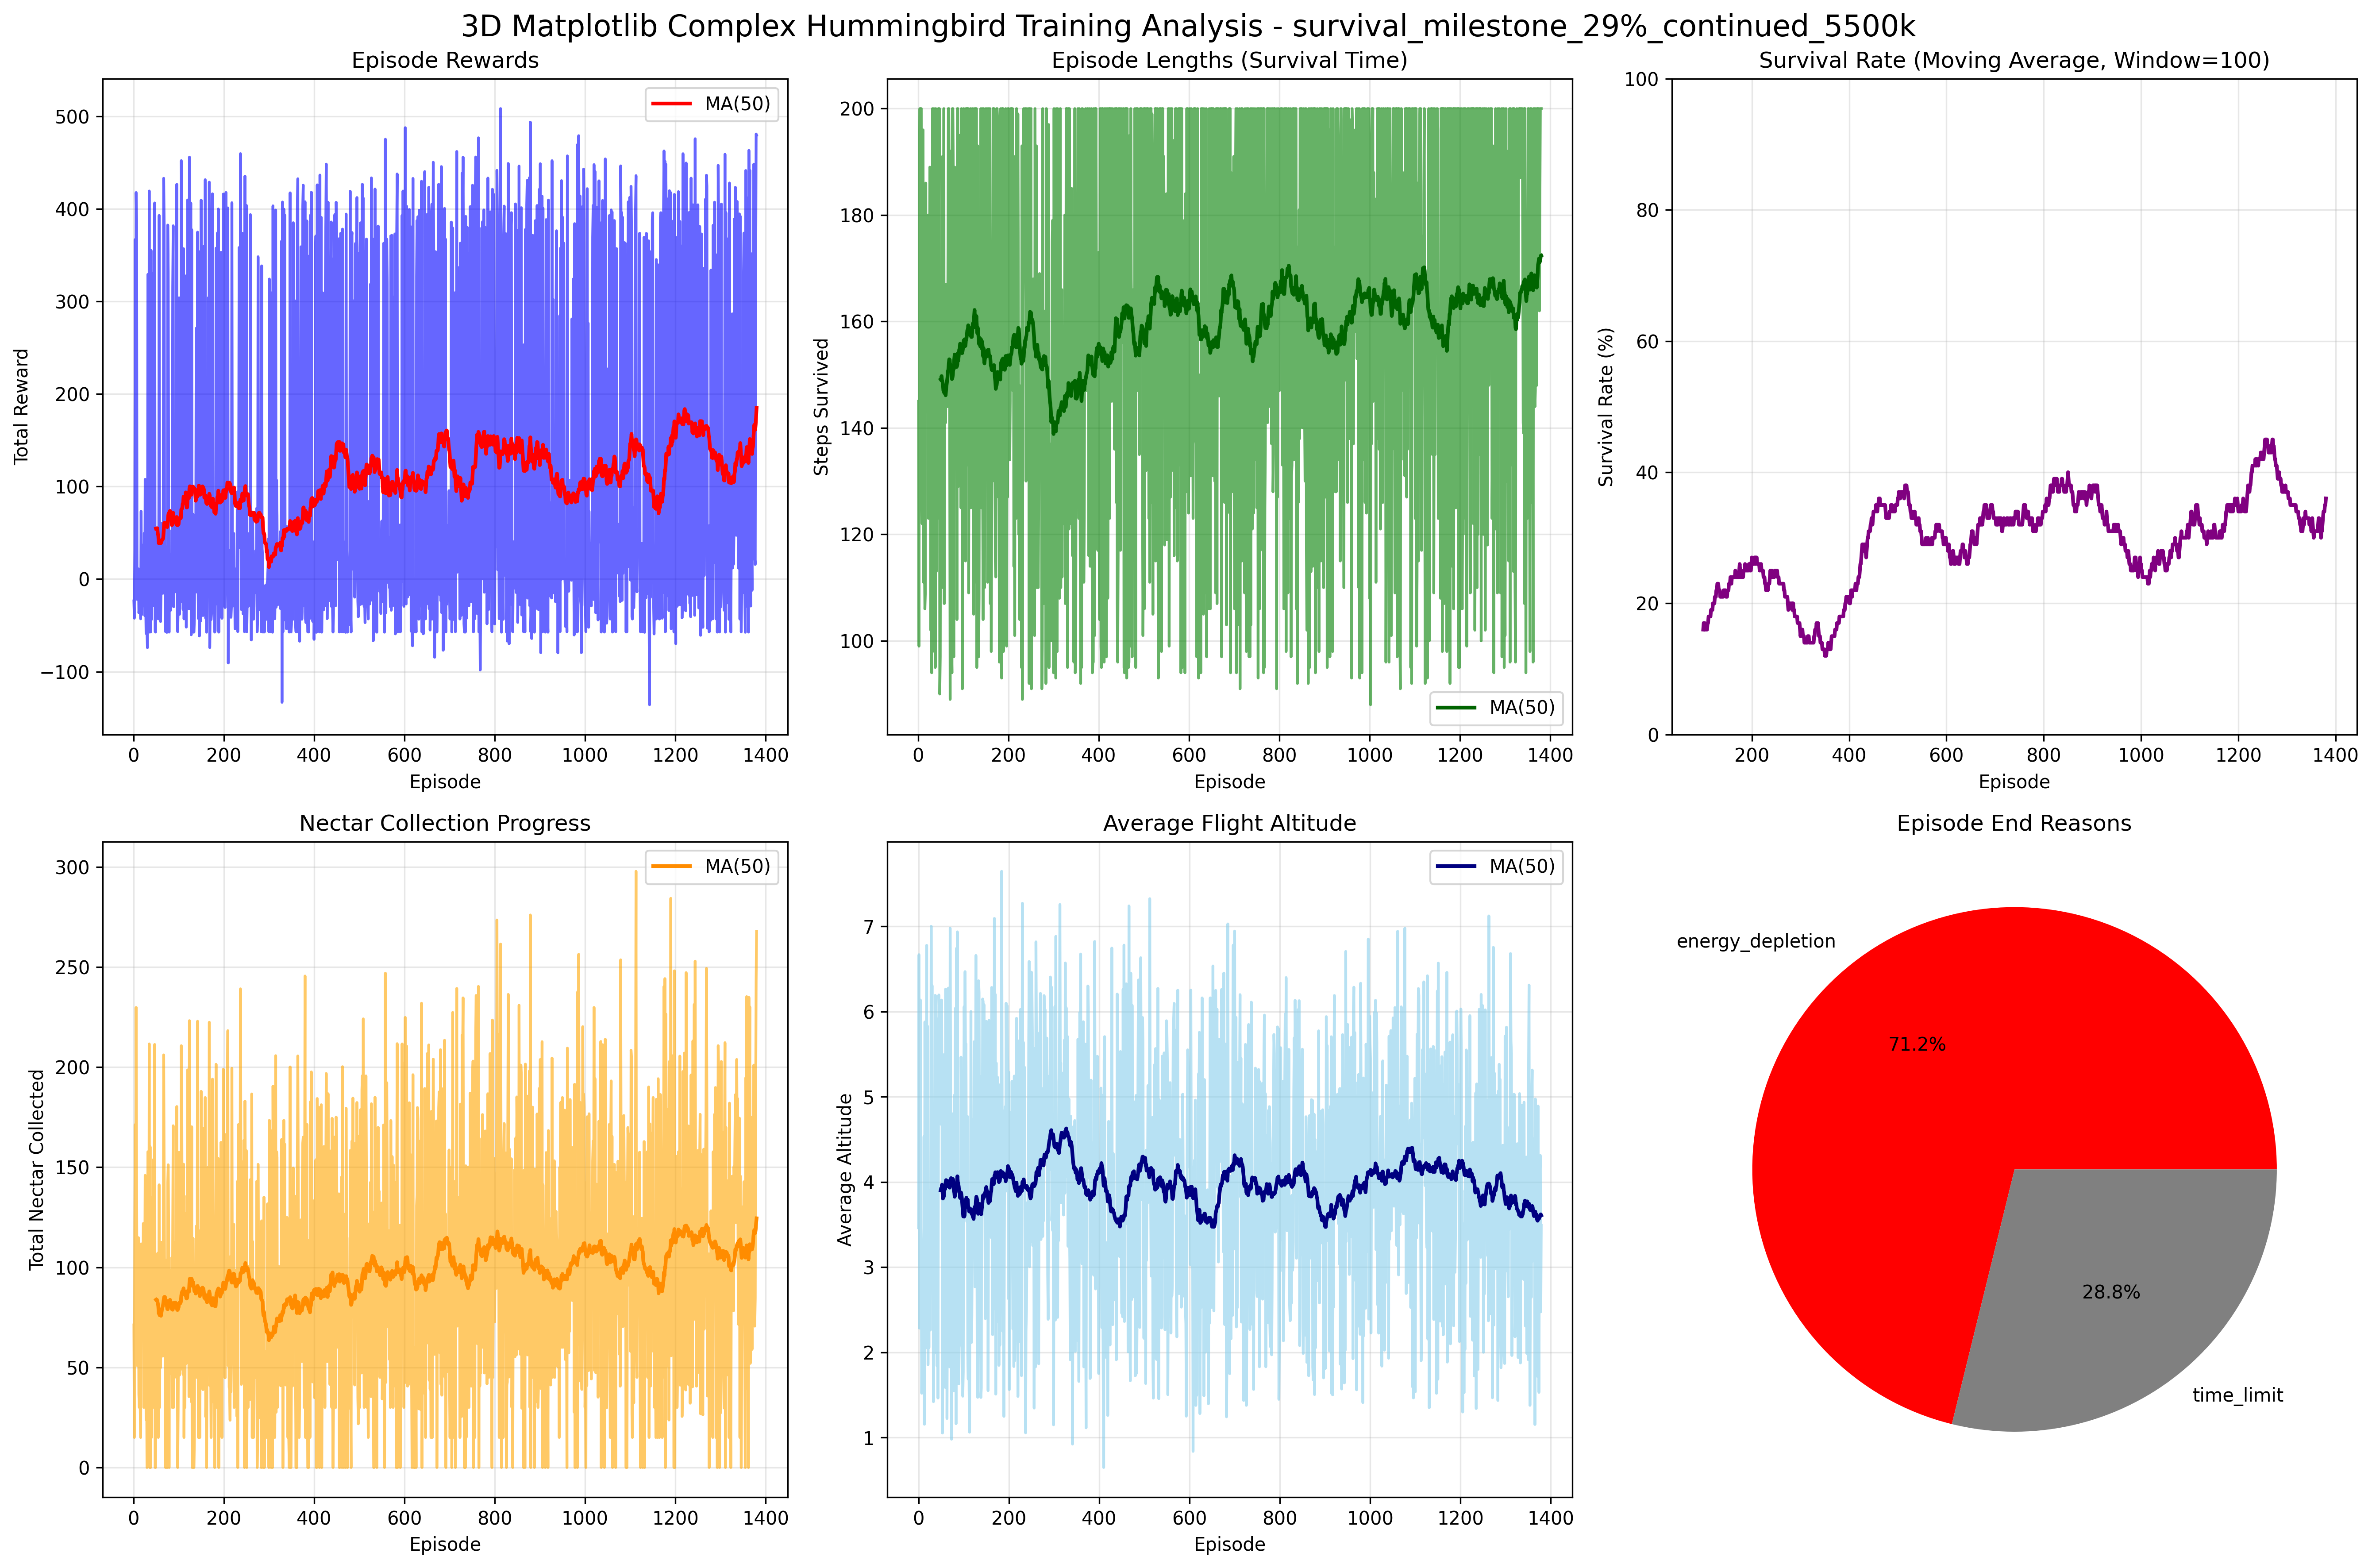 3D Matplotlib Complex Hummingbird Training Analysis - survival_milestone_29%_continued_5500k
Episode Rewards
MA(50)
Total Reward
500
400
300
200
100
0
−100
0 200 400 600 800 1000 1200 1400
Episode
Episode Lengths (Survival Time)
MA(50)
Steps Survived
200
180
160
140
120
100
0 200 400 600 800 1000 1200 1400
Episode
Survival Rate (Moving Average, Window=100)
Survival Rate (%)
100
80
60
40
20
0
200 400 600 800 1000 1200 1400
Episode
Nectar Collection Progress
MA(50)
Total Nectar Collected
300
250
200
150
100
50
0
0 200 400 600 800 1000 1200 1400
Episode
Average Flight Altitude
MA(50)
Average Altitude
7
6
5
4
3
2
1
0 200 400 600 800 1000 1200 1400
Episode
Episode End Reasons
energy_depletion
71.2%
28.8%
time_limit